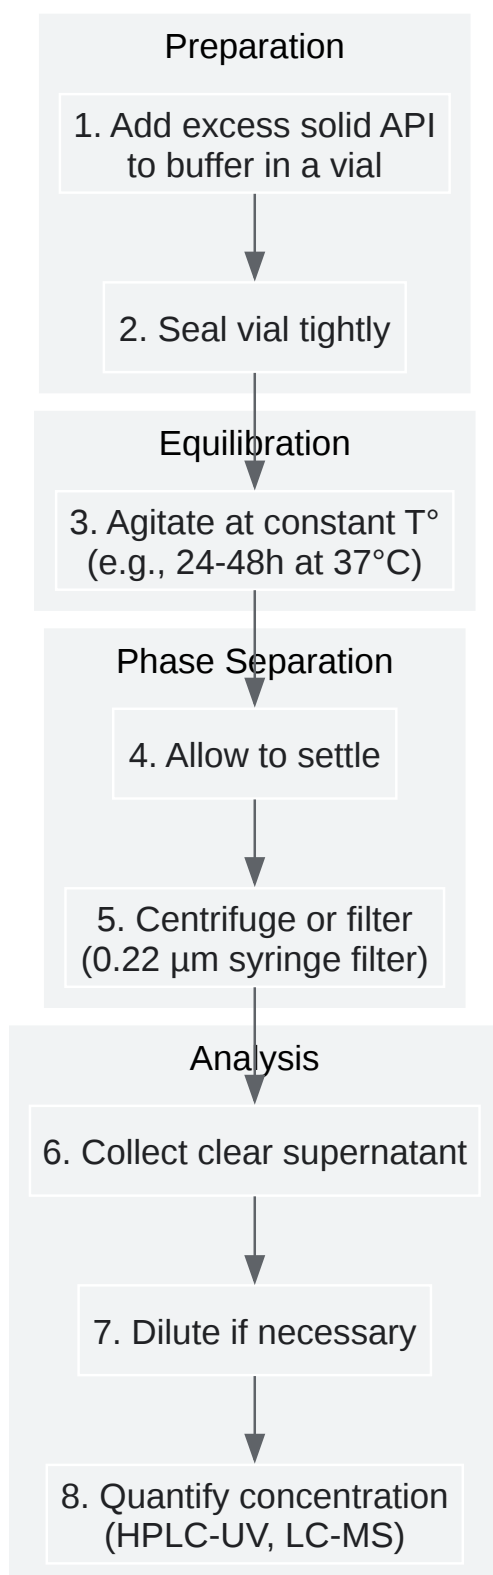 Preparation
1. Add excess solid API
to buffer in a vial
2. Seal vial tightly
Equilibration
3. Agitate at constant T°
(e.g., 24-48h at 37°C)
Phase Separation
4. Allow to settle
5. Centrifuge or filter
(0.22 µm syringe filter)
Analysis
6. Collect clear supernatant
7. Dilute if necessary
8. Quantify concentration
(HPLC-UV, LC-MS)